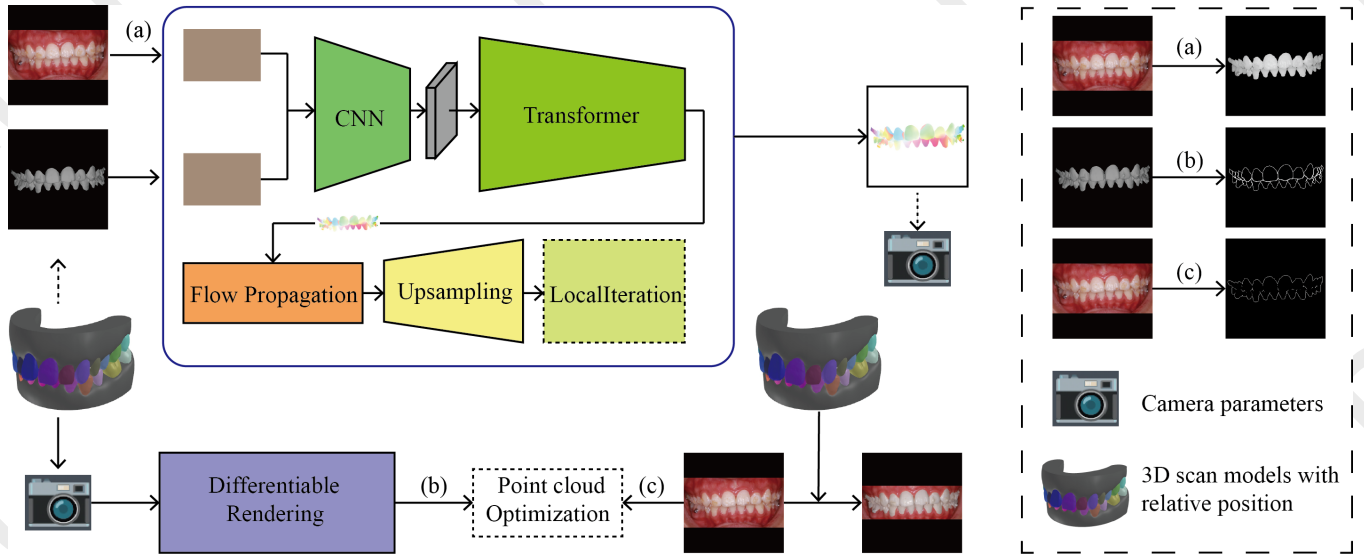 (a)
CNN
Transformer
Flow Propagation
Upsampling
LocalIteration
Differentiable
Rendering
(b)
Point cloud
Optimization
(c)
(a)
(b)
(c)
Camera parameters
3D scan models with
relative position